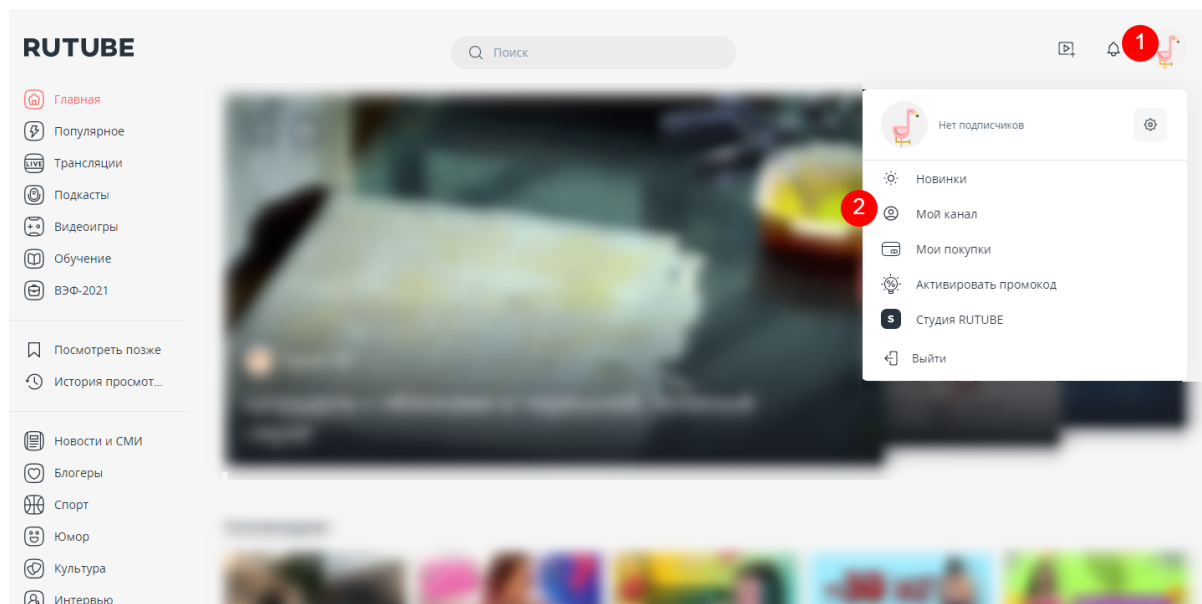 RUTUBE
Поиск
1
Главная
Популярное
LIVE Трансляции
Подкасты
Видеоигры
Обучение
ВЭФ-2021
Посмотреть позже
История просмот...
Новости и СМИ
Блогеры
Спорт
Юмор
Культура
Интервью
Нет подписчиков
Новинки
2
Мой канал
Мои покупки
% Активировать промокод
S Студия RUTUBE
Выйти